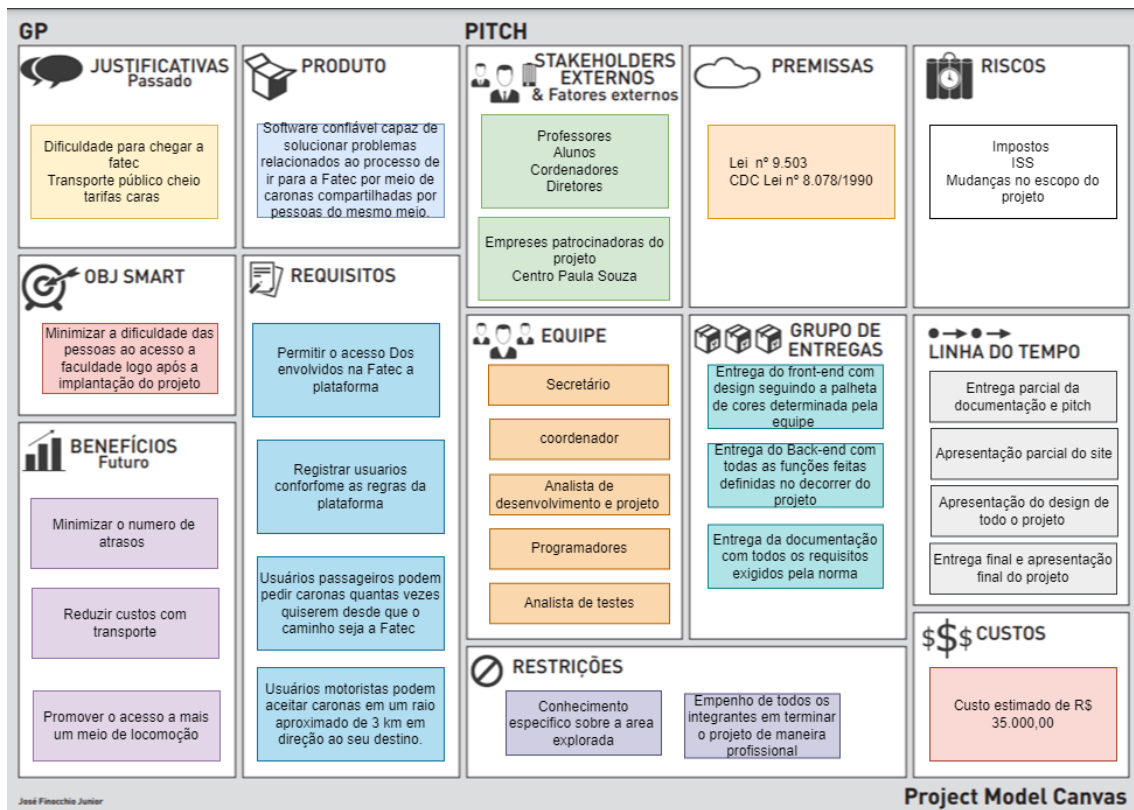 GP
PITCH
JUSTIFICATIVAS
Passado
Dificuldade para chegar a
fatec
Transporte público cheio
tarifas caras
PRODUTO
Software confiável capaz de
solucionar problemas
relacionados ao processo de
ir para a Fatec por meio de
caronas compartilhadas por
pessoas do mesmo meio.
STAKEHOLDERS
EXTERNOS
& Fatores externos
Professores
Alunos
Cordenadores
Diretores
Empreses patrocinadoras do
projeto
Centro Paula Souza
PREMISSAS
Lei nº 9.503
CDC Lei nº 8.078/1990
RISCOS
Impostos
ISS
Mudanças no escopo do
projeto
OBJ SMART
Minimizar a dificuldade das
pessoas ao acesso a
faculdade logo após a
implantação do projeto
REQUISITOS
Permitir o acesso Dos
envolvidos na Fatec a
plataforma
Registrar usuarios
conforfome as regras da
plataforma
Usuários passageiros podem
pedir caronas quantas vezes
quiserem desde que o
caminho seja a Fatec
Usuários motoristas podem
aceitar caronas em um raio
aproximado de 3 km em
direção ao seu destino.
EQUIPE
Secretário
coordenador
Analista de
desenvolvimento e projeto
Programadores
Analista de testes
GRUPO DE
ENTREGAS
Entrega do front-end com
design seguindo a palheta
de cores determinada pela
equipe
Entrega do Back-end com
todas as funções feitas
definidas no decorrer do
projeto
Entrega da documentação
com todos os requisitos
exigidos pela norma
LINHA DO TEMPO
Entrega parcial da
documentação e pitch
Apresentação parcial do site
Apresentação do design de
todo o projeto
Entrega final e apresentação
final do projeto
BENEFÍCIOS
Futuro
Minimizar o numero de
atrasos
Reduzir custos com
transporte
Promover o acesso a mais
um meio de locomoção
RESTRIÇÕES
Conhecimento
especifico sobre a area
explorada
Empenho de todos os
integrantes em terminar
o projeto de maneira
profissional
$$$ CUSTOS
Custo estimado de R$
35.000,00
José Finocchio Junior
Project Model Canvas